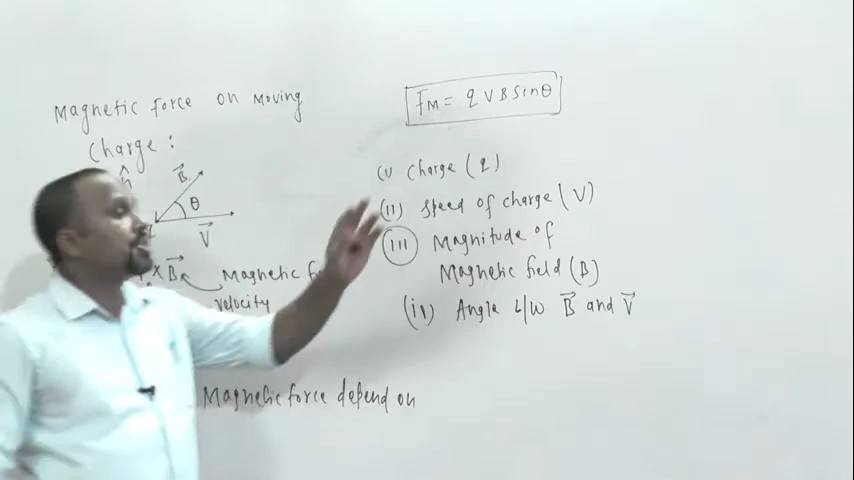 Magnetic Force on Moving
Charge :
n̂
B⃗
θ
V⃗
× B⃗
Magnetic
velocity
Magnetic force depend on
FM = q V B Sinθ
(i) Charge (q)
(ii) Speed of charge (V)
(iii) Magnitude of
Magnetic field (B)
(iv) Angle b/w B⃗ and V⃗